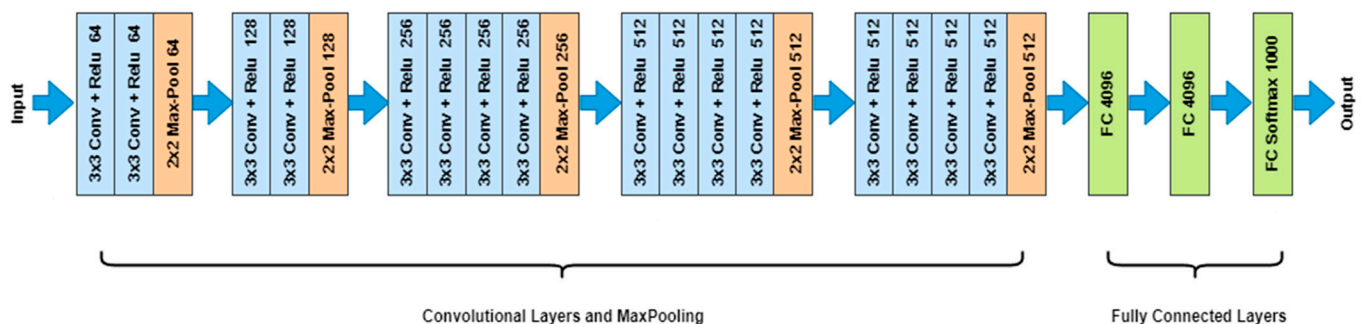 Input
3x3 Conv + Relu 64
3x3 Conv + Relu 64
2x2 Max-Pool 64
3x3 Conv + Relu 128
3x3 Conv + Relu 128
2x2 Max-Pool 128
3x3 Conv + Relu 256
3x3 Conv + Relu 256
3x3 Conv + Relu 256
3x3 Conv + Relu 256
2x2 Max-Pool 256
3x3 Conv + Relu 512
3x3 Conv + Relu 512
3x3 Conv + Relu 512
3x3 Conv + Relu 512
2x2 Max-Pool 512
3x3 Conv + Relu 512
3x3 Conv + Relu 512
3x3 Conv + Relu 512
3x3 Conv + Relu 512
2x2 Max-Pool 512
FC 4096
FC 4096
FC Softmax 1000
Output
Convolutional Layers and MaxPooling
Fully Connected Layers